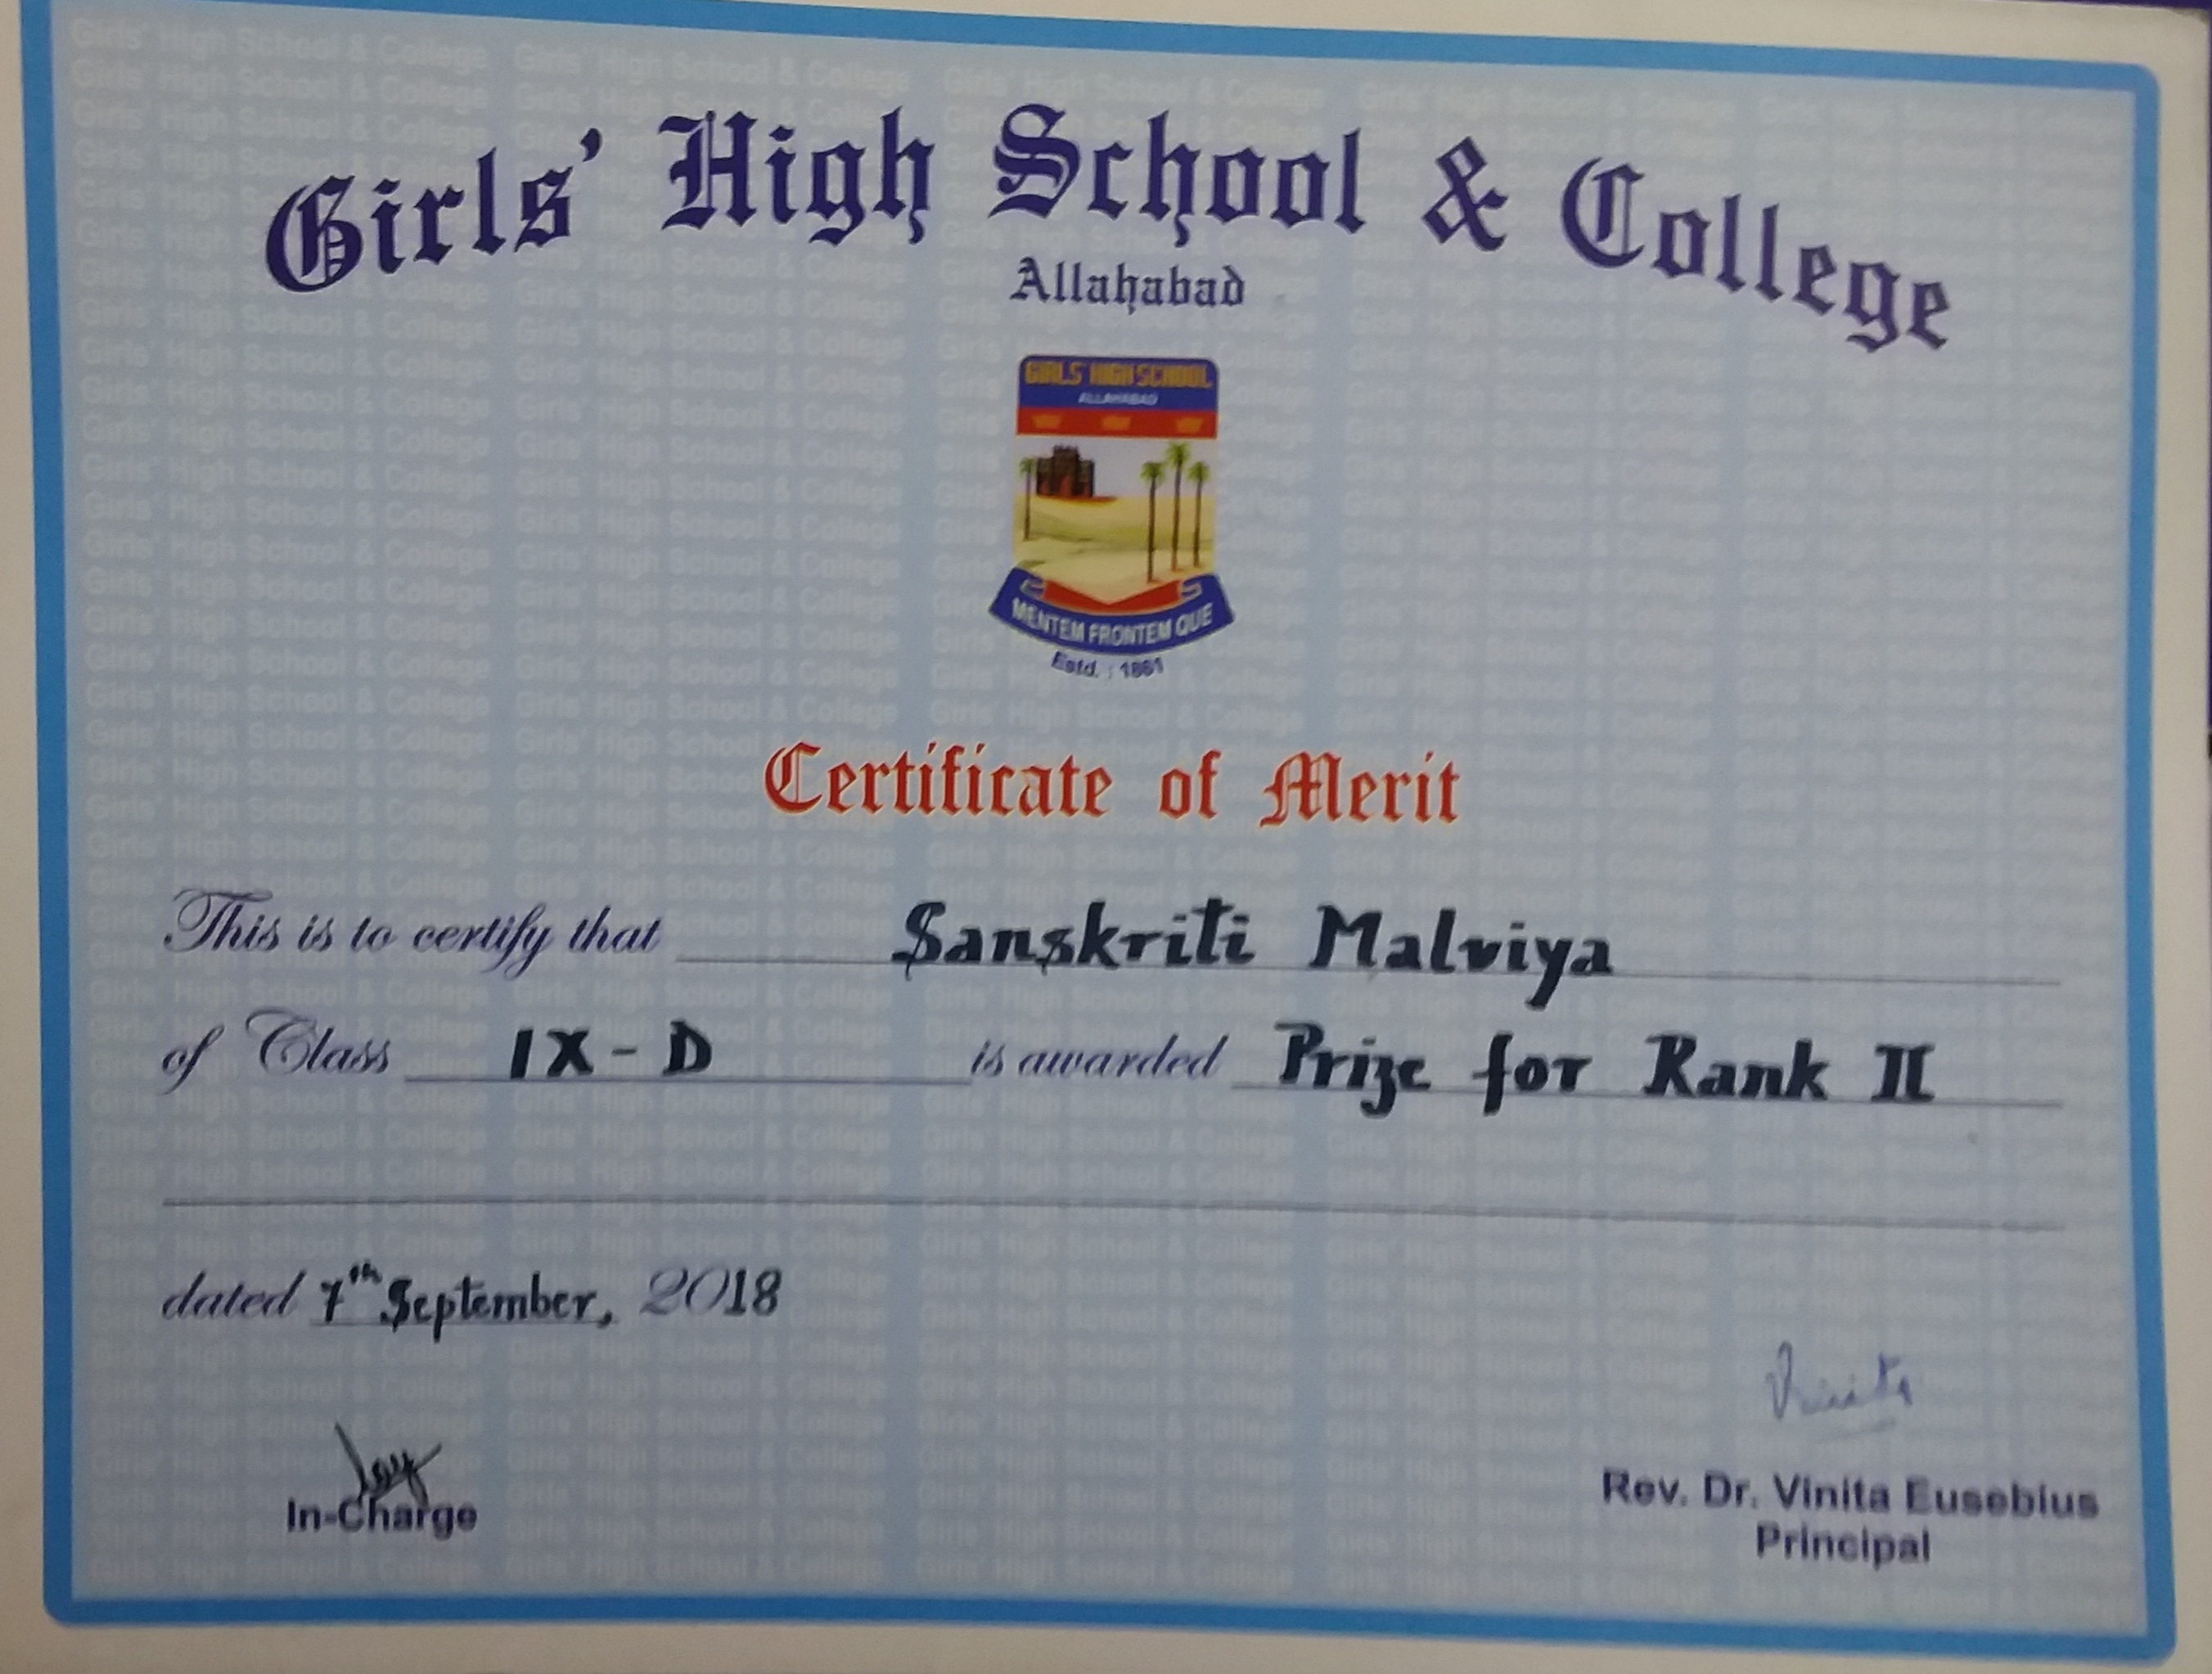 Girls' High School & College
Allahabad
GIRLS' HIGH SCHOOL
ALLAHABAD
MENTEM FRONTEM QUE
Estd. : 1861
Certificate of Merit
This is to certify that Sanskriti Malviya
of Class IX - D is awarded Prize for Rank II
dated 7th September, 2018
Vinita
In-Charge
Rev. Dr. Vinita Eusebius
Principal